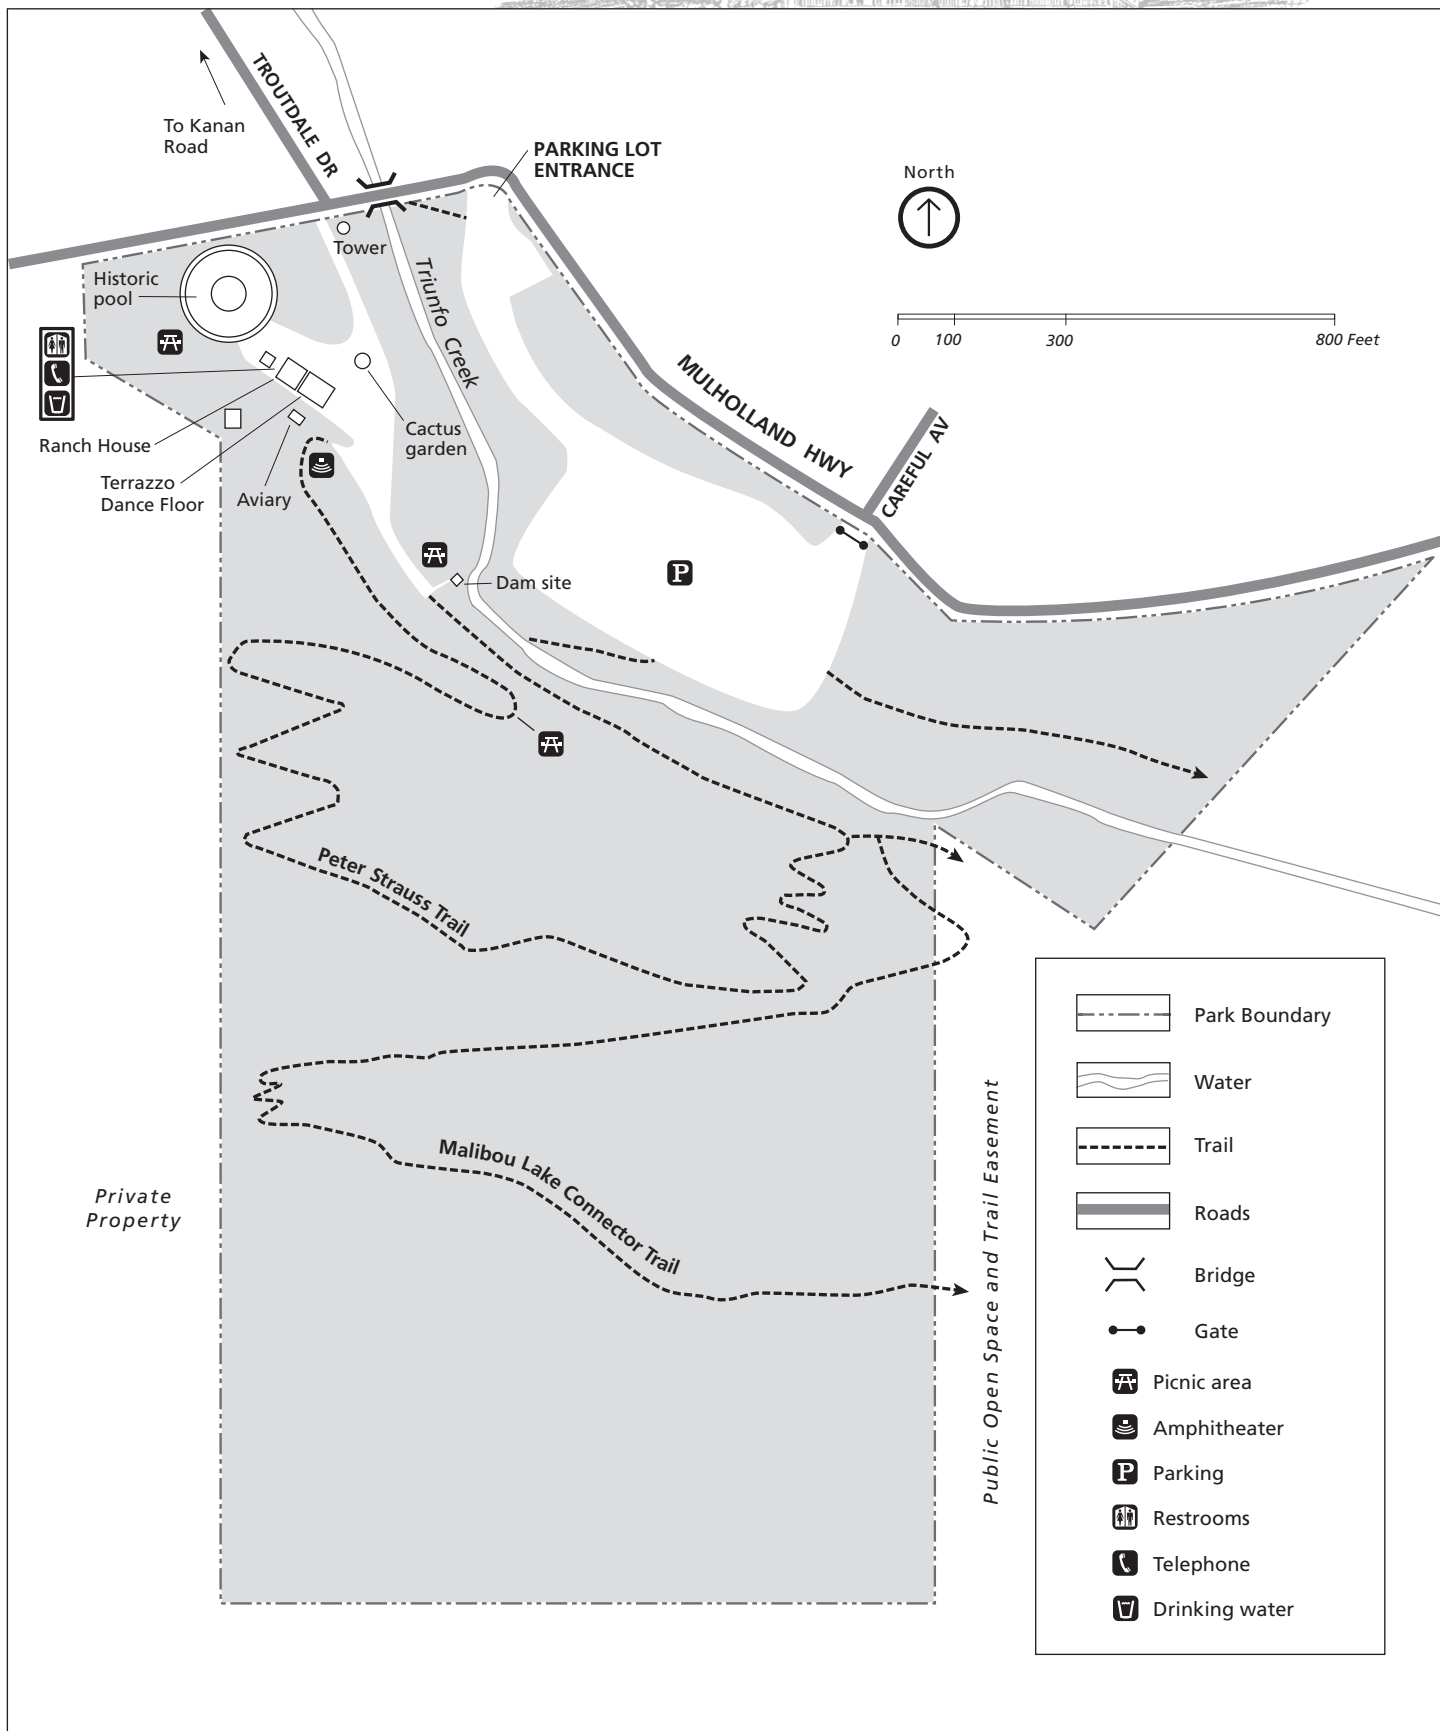 TROUTDALE DR
To Kanan
Road
PARKING LOT
ENTRANCE
North
Tower
Historic
pool
Triunfo Creek
0 100 300 800 Feet
MULHOLLAND HWY
CAREFUL AV
Cactus
garden
Ranch House
Terrazzo
Dance Floor
Aviary
P
Dam site
Peter Strauss Trail
Malibou Lake Connector Trail
Private
Property
Public Open Space and Trail Easement
Park Boundary
Water
Trail
Roads
Bridge
Gate
Picnic area
Amphitheater
P Parking
Restrooms
Telephone
Drinking water